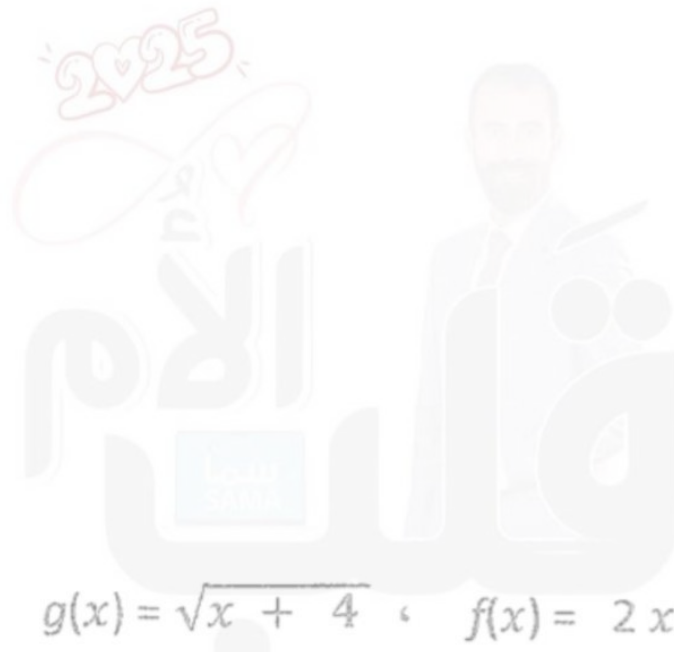 2025
الأم
قلب
سما
SAMA
g(x) = √(x + 4) ، f(x) = 2 x